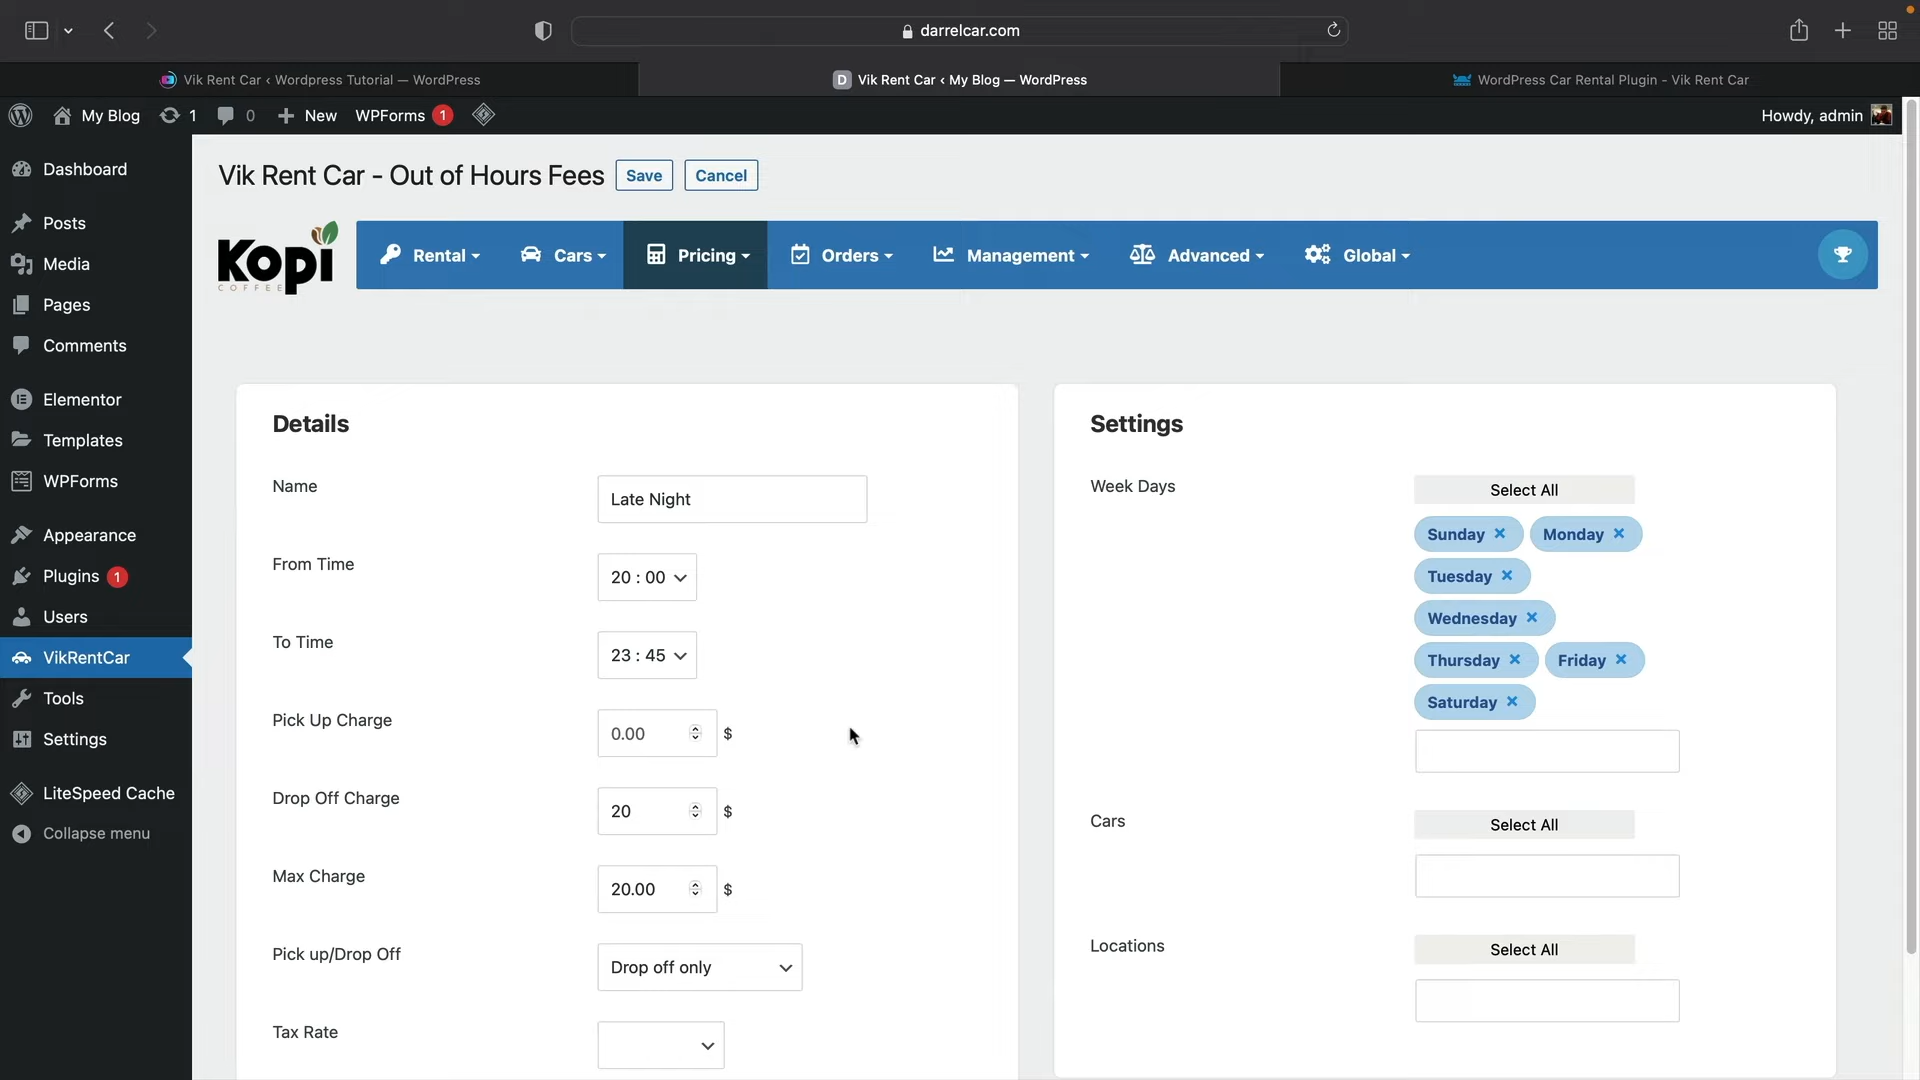 darrelcar.com
Vik Rent Car ‹ Wordpress Tutorial — WordPress
D Vik Rent Car ‹ My Blog — WordPress
WordPress Car Rental Plugin - Vik Rent Car
My Blog 1 0 New WPForms 1
Howdy, admin
Dashboard
Posts
Media
Pages
Comments
Elementor
Templates
WPForms
Appearance
Plugins 1
Users
VikRentCar
Tools
Settings
LiteSpeed Cache
Collapse menu
Vik Rent Car - Out of Hours Fees Save Cancel
Kopi
COFFEE
Rental Cars Pricing Orders Management Advanced Global
Details
Name
Late Night
From Time
20 : 00
To Time
23 : 45
Pick Up Charge
0.00 $
Drop Off Charge
20 $
Max Charge
20.00 $
Pick up/Drop Off
Drop off only
Tax Rate
Settings
Week Days
Select All
Sunday × Monday ×
Tuesday ×
Wednesday ×
Thursday × Friday ×
Saturday ×
Cars
Select All
Locations
Select All